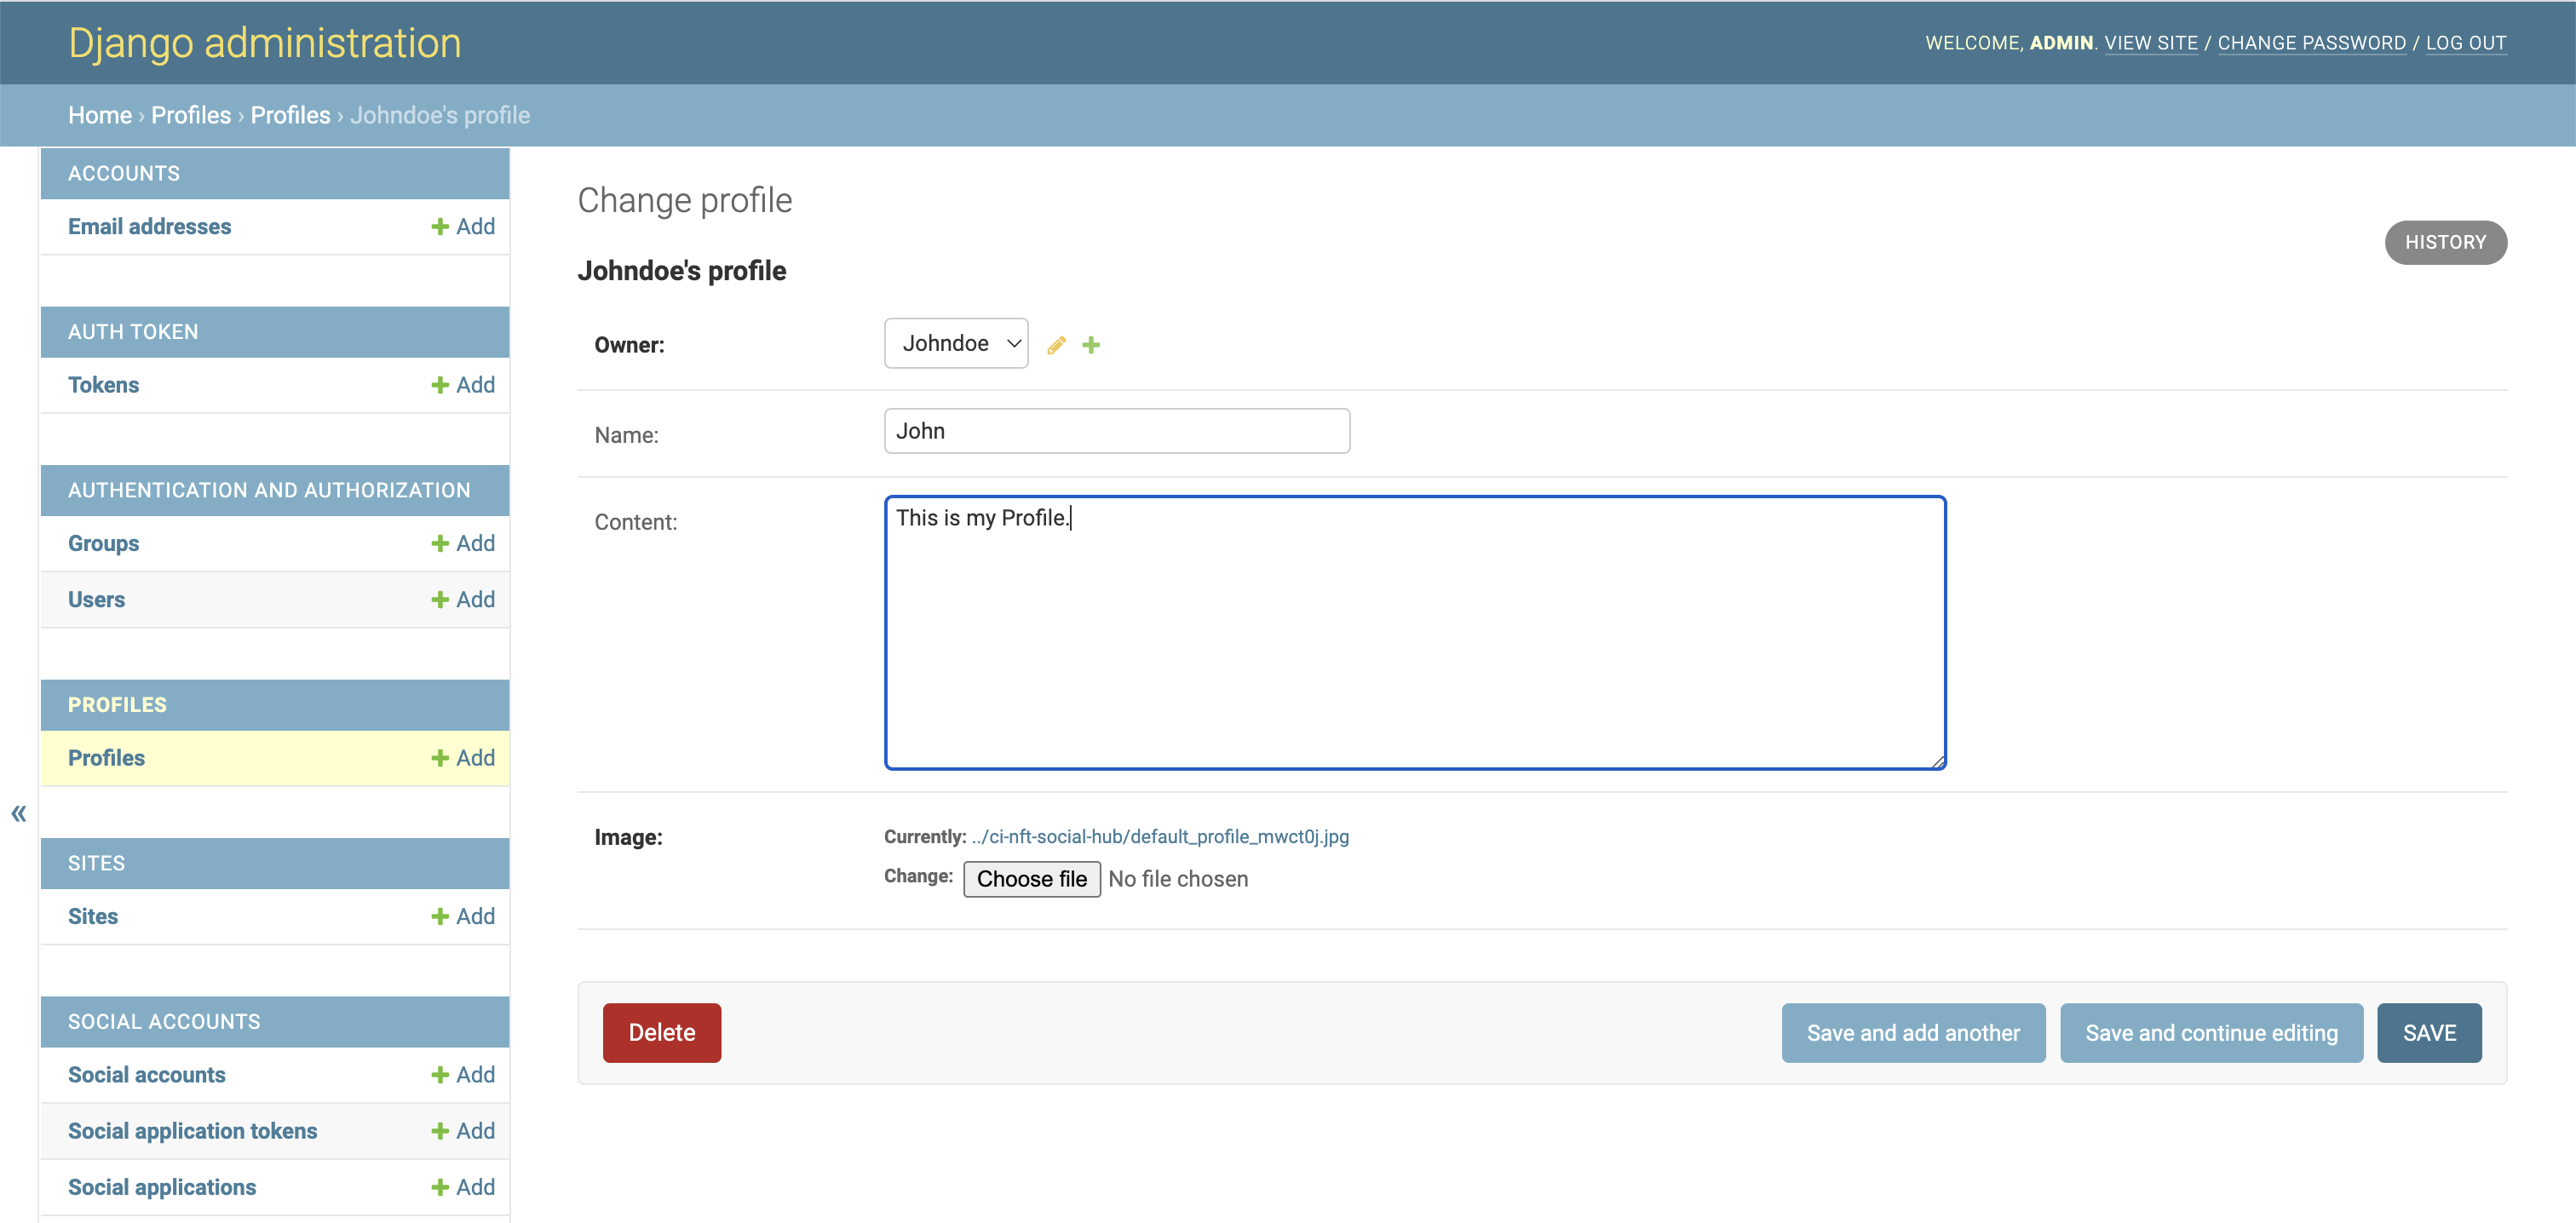 Django administration
WELCOME, ADMIN. VIEW SITE / CHANGE PASSWORD / LOG OUT
Home › Profiles › Profiles › Johndoe's profile
ACCOUNTS
Email addresses + Add
AUTH TOKEN
Tokens + Add
AUTHENTICATION AND AUTHORIZATION
Groups + Add
Users + Add
PROFILES
Profiles + Add
SITES
Sites + Add
SOCIAL ACCOUNTS
Social accounts + Add
Social application tokens + Add
Social applications + Add
«
Change profile
HISTORY
Johndoe's profile
Owner: Johndoe
Name: John
Content: This is my Profile.
Image: Currently: ../ci-nft-social-hub/default_profile_mwct0j.jpg
Change: Choose file No file chosen
Delete Save and add another Save and continue editing SAVE